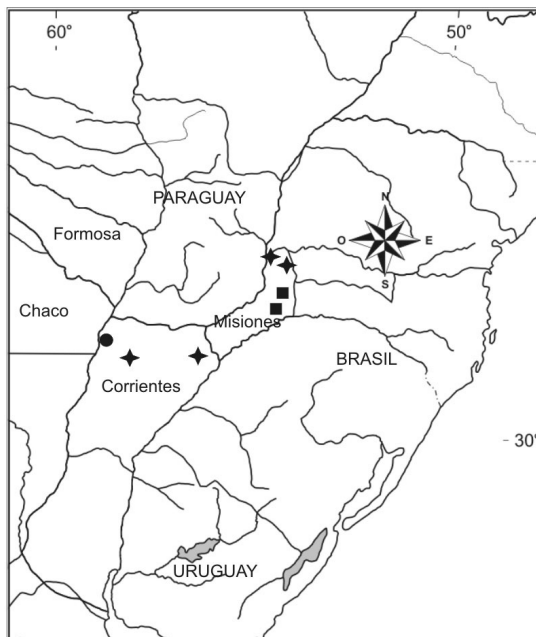 60° 50°
PARAGUAY
N
Formosa
O E
S
Chaco
Misiones
BRASIL
Corrientes
30°
URUGUAY